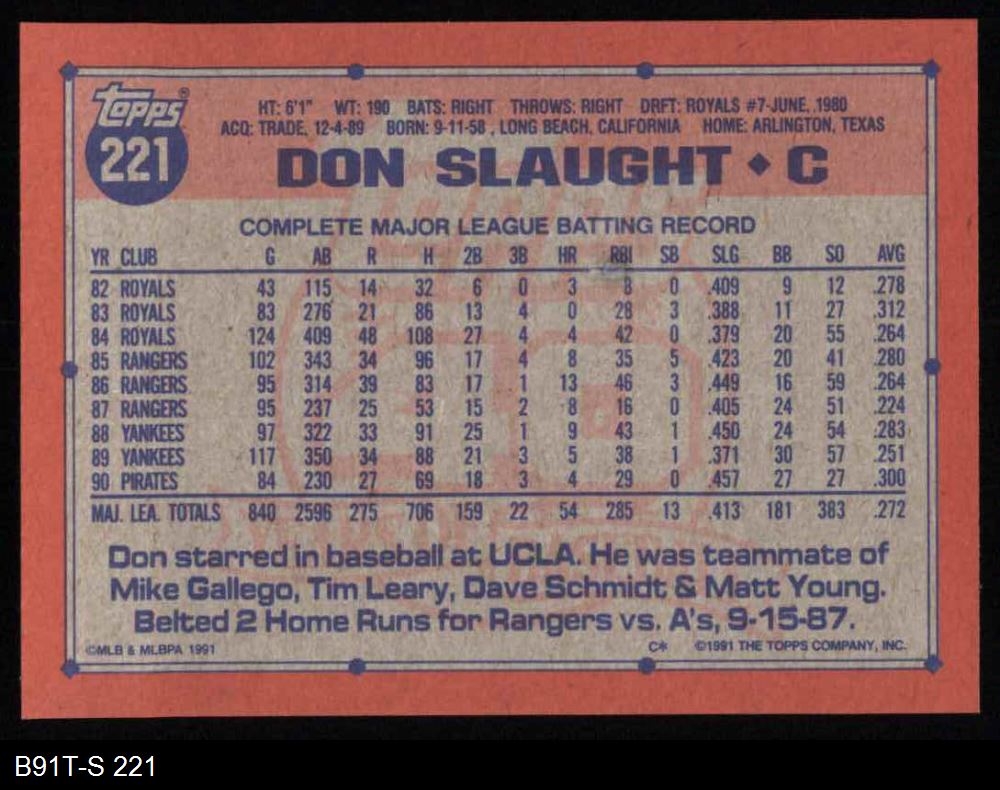 Topps®
221
HT: 6'1" WT: 190 BATS: RIGHT THROWS: RIGHT DRFT: ROYALS #7-JUNE, 1980
ACQ: TRADE, 12-4-89 BORN: 9-11-58 , LONG BEACH, CALIFORNIA HOME: ARLINGTON, TEXAS
DON SLAUGHT ◆ C
COMPLETE MAJOR LEAGUE BATTING RECORD
YR CLUB G AB R H 2B 3B HR RBI SB SLG BB SO AVG
82 ROYALS 43 115 14 32 6 0 3 8 0 .409 9 12 .278
83 ROYALS 83 276 21 86 13 4 0 28 3 .388 11 27 .312
84 ROYALS 124 409 48 108 27 4 4 42 0 .379 20 55 .264
85 RANGERS 102 343 34 96 17 4 8 35 5 .423 20 41 .280
86 RANGERS 95 314 39 83 17 1 13 46 3 .449 16 59 .264
87 RANGERS 95 237 25 53 15 2 8 16 0 .405 24 51 .224
88 YANKEES 97 322 33 91 25 1 9 43 1 .450 24 54 .283
89 YANKEES 117 350 34 88 21 3 5 38 1 .371 30 57 .251
90 PIRATES 84 230 27 69 18 3 4 29 0 .457 27 27 .300
MAJ. LEA. TOTALS 840 2596 275 706 159 22 54 285 13 .413 181 383 .272
Don starred in baseball at UCLA. He was teammate of
Mike Gallego, Tim Leary, Dave Schmidt & Matt Young.
Belted 2 Home Runs for Rangers vs. A's, 9-15-87.
©MLB & MLBPA 1991 C* ©1991 THE TOPPS COMPANY, INC.
B91T-S 221